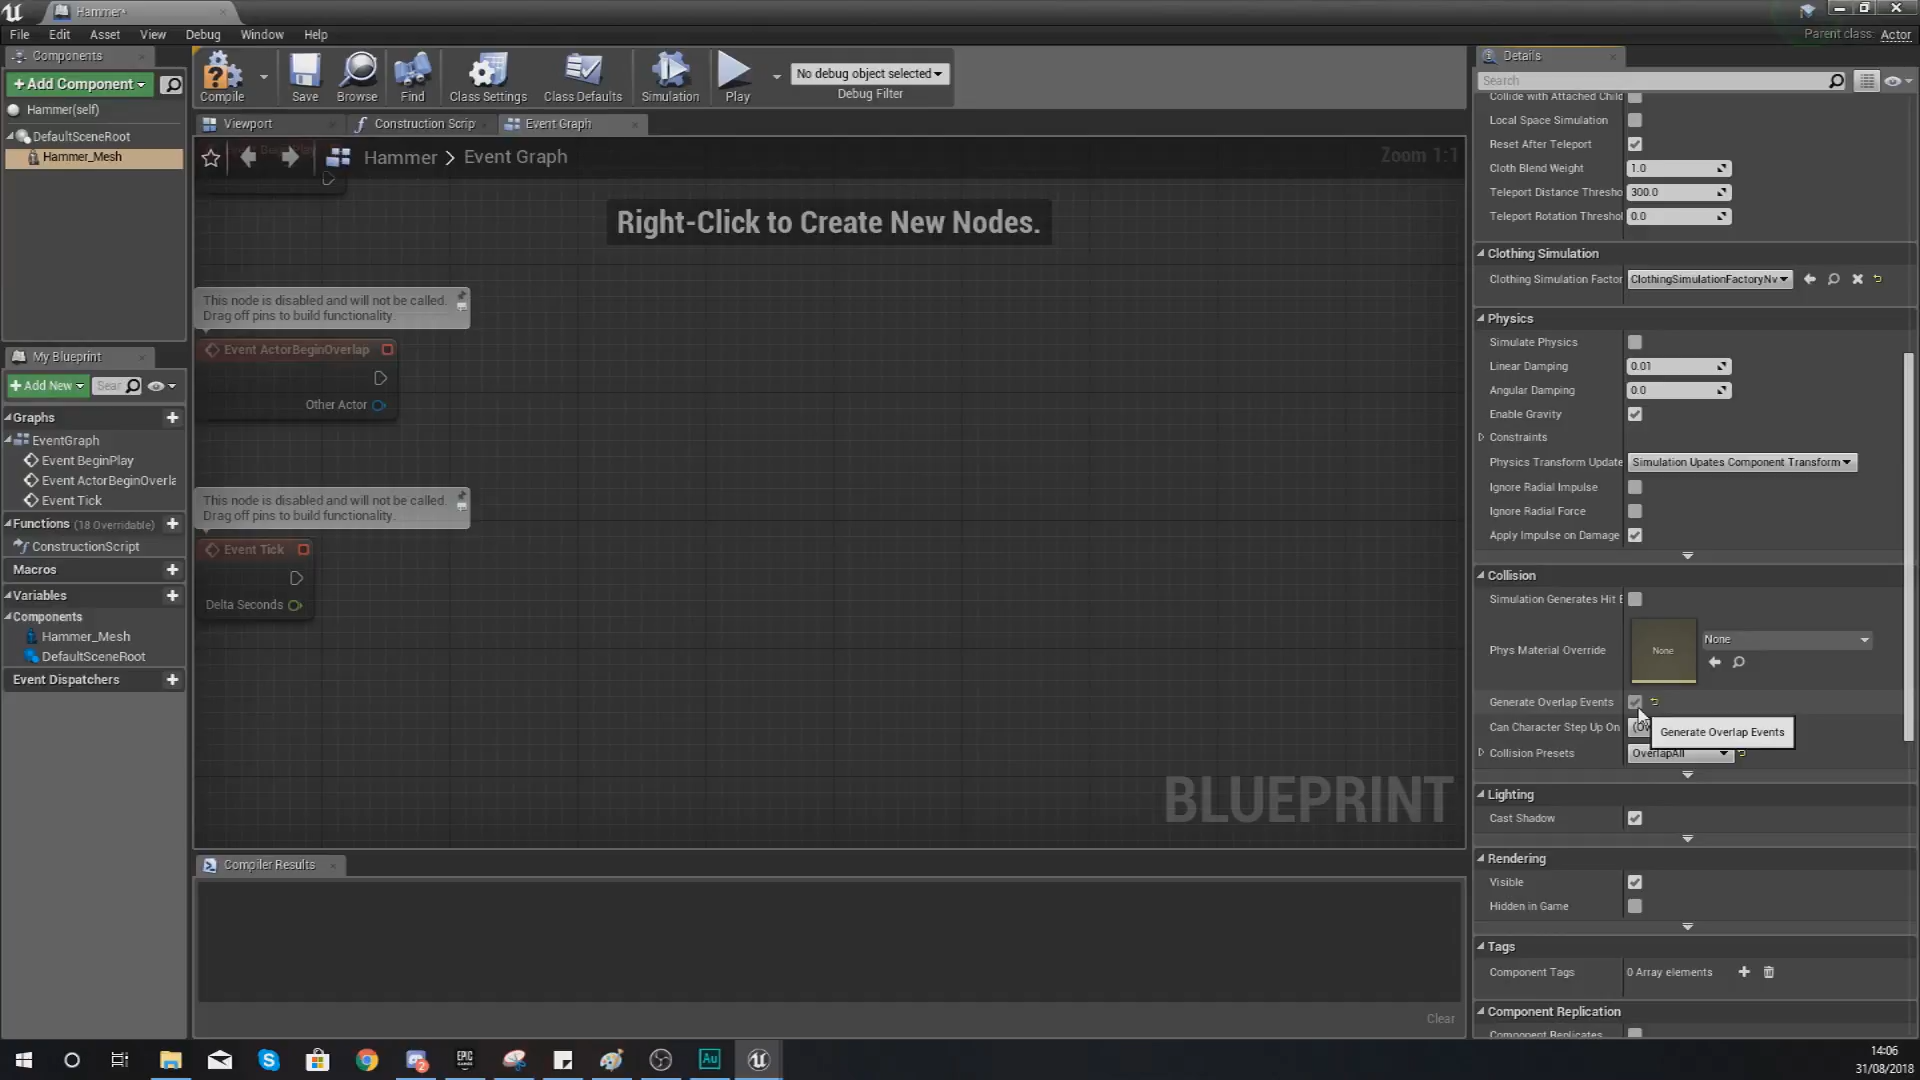 Hammer*
File Edit Asset View Debug Window Help
Parent class: Actor
Components
+Add Component
Hammer(self)
DefaultSceneRoot
Hammer_Mesh
Compile
Save
Browse
Find
Class Settings
Class Defaults
Simulation
Play
No debug object selected
Debug Filter
Viewport
Construction Scrip
Event Graph
Hammer > Event Graph
Zoom 1:1
Right-Click to Create New Nodes.
This node is disabled and will not be called.
Drag off pins to build functionality.
Event ActorBeginOverlap
Other Actor
This node is disabled and will not be called.
Drag off pins to build functionality.
Event Tick
Delta Seconds
BLUEPRINT
My Blueprint
+Add New
Sear
Graphs
EventGraph
Event BeginPlay
Event ActorBeginOverla
Event Tick
Functions (18 Overridable)
ConstructionScript
Macros
Variables
Components
Hammer_Mesh
DefaultSceneRoot
Event Dispatchers
Compiler Results
Clear
Details
Search
Collide with Attached Child
Local Space Simulation
Reset After Teleport
Cloth Blend Weight 1.0
Teleport Distance Thresho 300.0
Teleport Rotation Threshol 0.0
Clothing Simulation
Clothing Simulation Factor ClothingSimulationFactoryNv
Physics
Simulate Physics
Linear Damping 0.01
Angular Damping 0.0
Enable Gravity
Constraints
Physics Transform Update Simulation Upates Component Transform
Ignore Radial Impulse
Ignore Radial Force
Apply Impulse on Damage
Collision
Simulation Generates Hit E
Phys Material Override None None
Generate Overlap Events
Can Character Step Up On (Ow
Generate Overlap Events
Collision Presets OverlapAll
Lighting
Cast Shadow
Rendering
Visible
Hidden in Game
Tags
Component Tags 0 Array elements
Component Replication
Component Replicates
EPIC GAMES
Au
2
14:06
31/08/2018